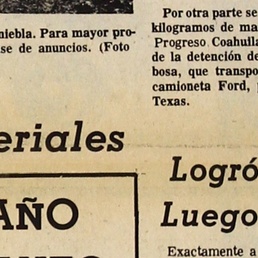 niebla. Para mayor pro-
se de anuncios. (Foto
eriales
AÑO
Por otra parte se
kilogramos de ma
Progreso Coahuila
de la detención de
bosa, que transpo
camioneta Ford,
Texas.
Logró
Luego
Exactamente a